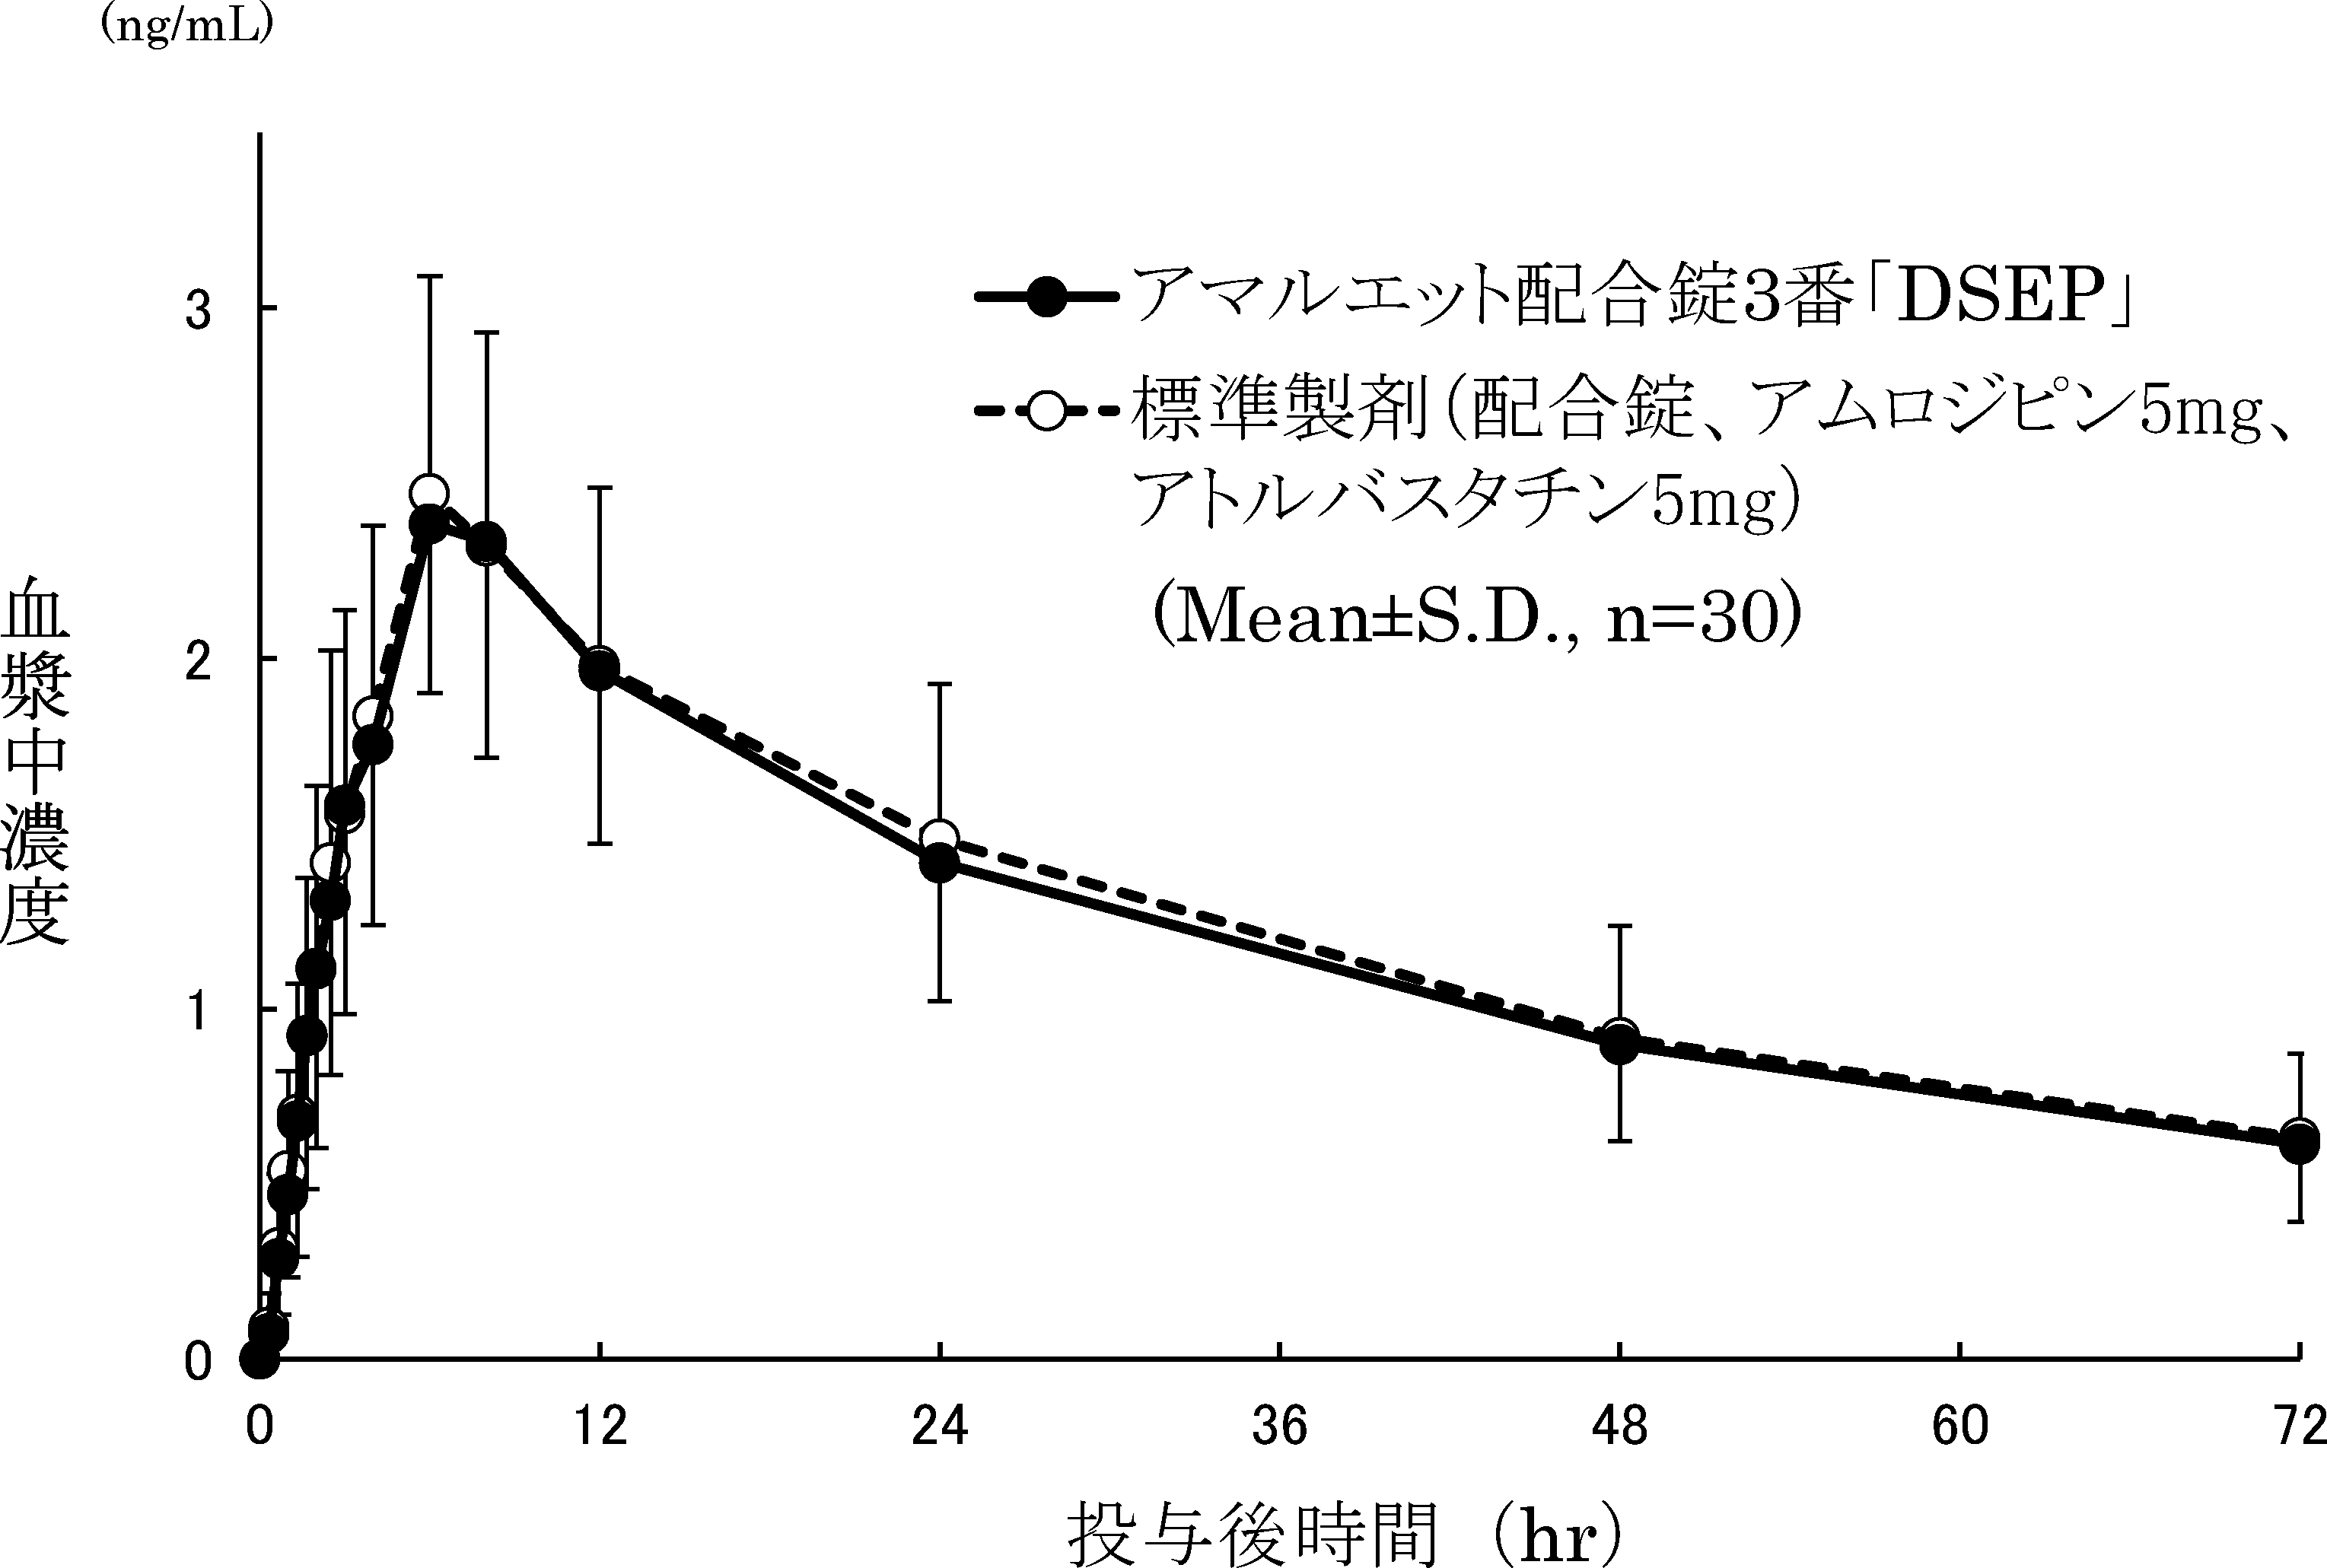 (ng/mL)
3
2
1
0
血漿中濃度
アマルエット配合錠3番「DSEP」
標準製剤(配合錠、アムロジピン5mg、
アトルバスタチン5mg)
(Mean±S.D., n=30)
0 12 24 36 48 60 72
投与後時間 (hr)